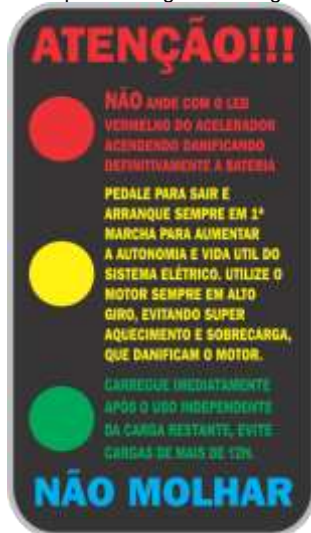 ATENÇÃO!!!
NÃO ANDE COM O LED
VERMELHO DO ACELERADOR
ACENDENDO DANIFICANDO
DEFINITIVAMENTE A BATERIA
PEDALE PARA SAIR E
ARRANQUE SEMPRE EM 1ª
MARCHA PARA AUMENTAR
A AUTONOMIA E VIDA UTIL DO
SISTEMA ELÉTRICO. UTILIZE O
MOTOR SEMPRE EM ALTO
GIRO, EVITANDO SUPER
AQUECIMENTO E SOBRECARGA,
QUE DANIFICAM O MOTOR.
CARREGUE IMEDIATAMENTE
APÓS O USO INDEPENDENTE
DA CARGA RESTANTE, EVITE
CARGAS DE MAIS DE 12H.
NÃO MOLHAR